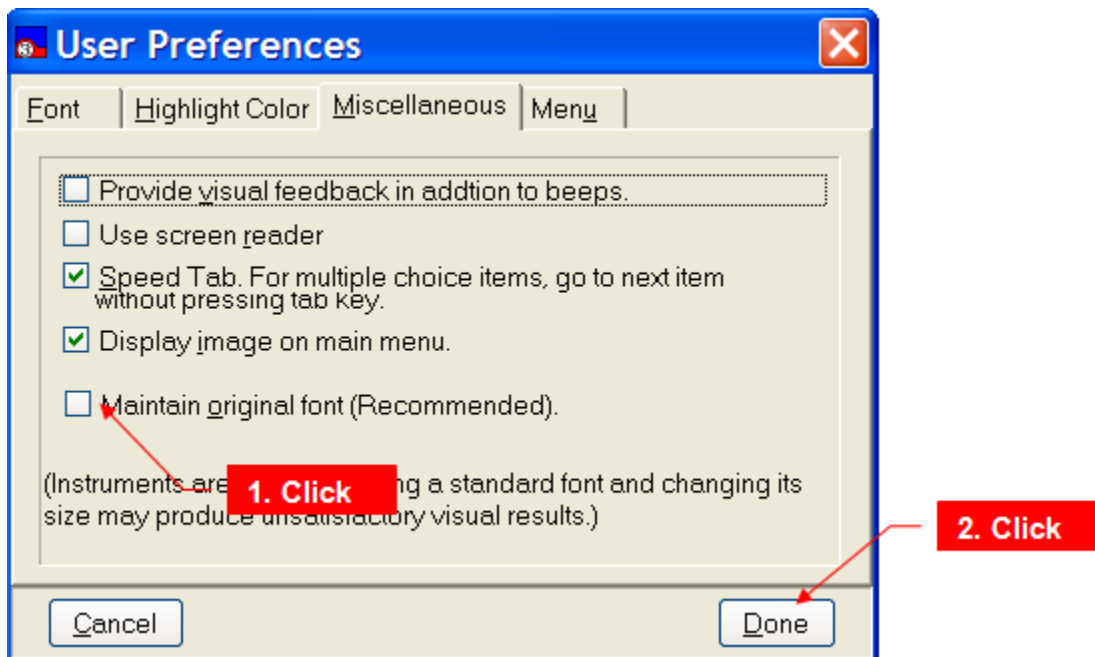 User Preferences
Font Highlight Color Miscellaneous Menu
Provide visual feedback in addtion to beeps.
Use screen reader
Speed Tab. For multiple choice items, go to next item
without pressing tab key.
Display image on main menu.
Maintain original font (Recommended).
(Instruments are ng a standard font and changing its
1. Click
size may produce unsatisfactory visual results.)
2. Click
Cancel Done